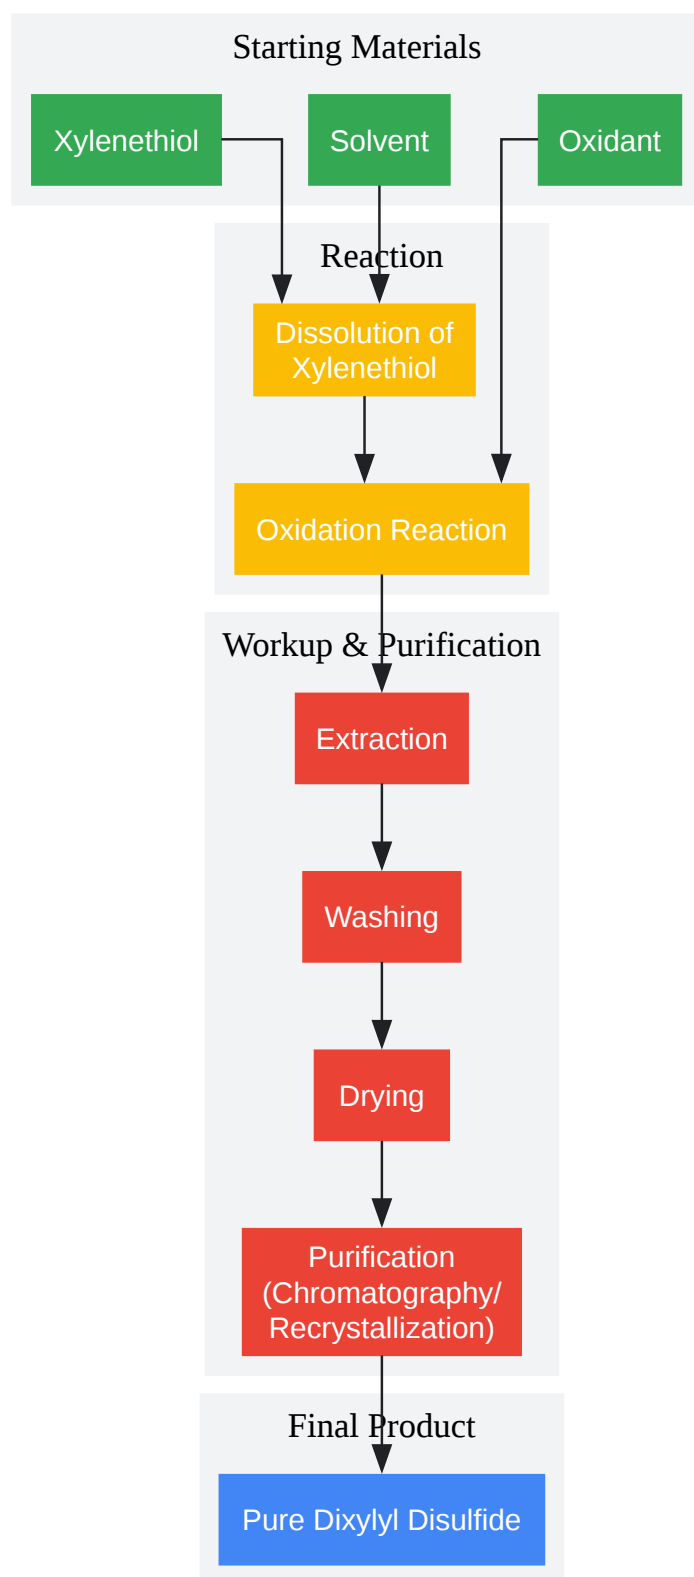 Starting Materials
Xylenethiol
Solvent
Oxidant
Reaction
Dissolution of
Xylenethiol
Oxidation Reaction
Workup & Purification
Extraction
Washing
Drying
Purification
(Chromatography/
Recrystallization)
Final Product
Pure Dixylyl Disulfide